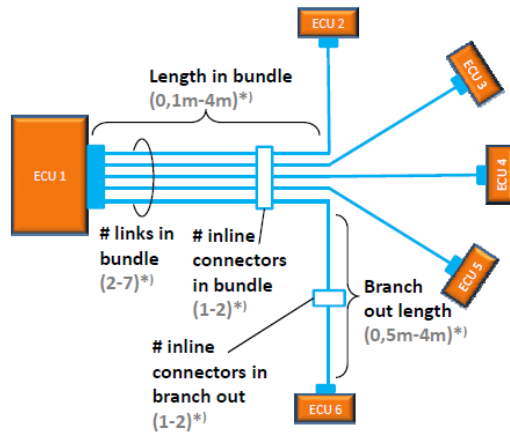 ECU 2
Length in bundle
(0,1m-4m)*)
ECU 3
ECU 1
ECU 4
# links in
bundle
(2-7)*)
# inline
connectors
in bundle
(1-2)*)
ECU 5
Branch
out length
(0,5m-4m)*)
# inline
connectors in
branch out
(1-2)*)
ECU 6